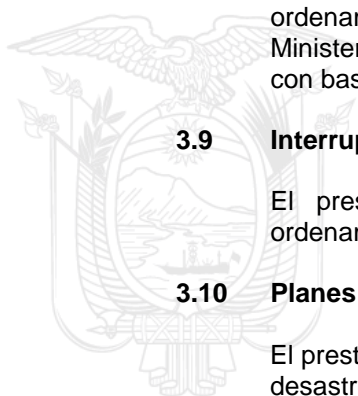 ordenar
Minister
con bas
3.9 Interrup
El pres
ordenar
3.10 Planes
El prest
desastr